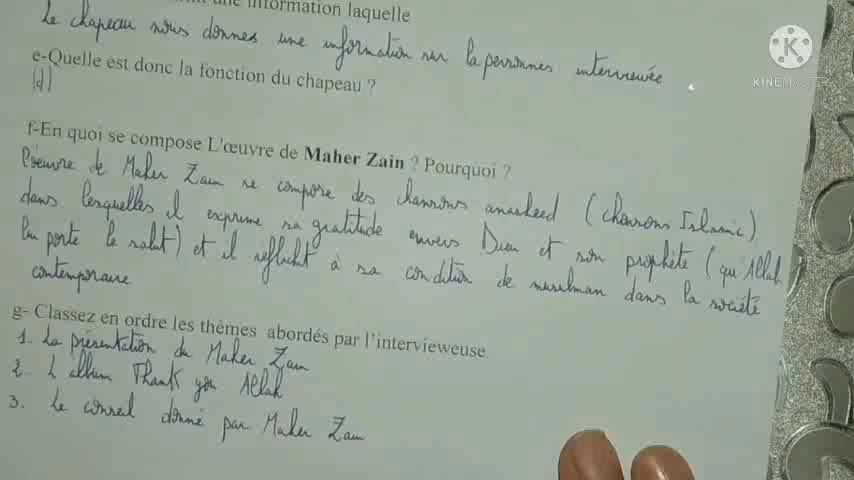 une information laquelle
Le chapeau nous donnes une information sur la personnes interviewée
e-Quelle est donc la fonction du chapeau ?
(d)
f-En quoi se compose L'œuvre de Maher Zain ? Pourquoi ?
L'oeuvre de Maher Zain se compose des chansons anasheed (chansons Islamic)
dans lesquelles il exprime sa gratitude envers Dieu et son prophète (qu'Allah
lui porte le salut) et il reflicht à sa condition de musulman dans la société
contemporaire
g- Classez en ordre les thèmes abordés par l'intervieweuse
1. La présentation du Maher Zain
2. L'album Thank you Allah
3. Le conseil donné par Maher Zain
KINEMASTER